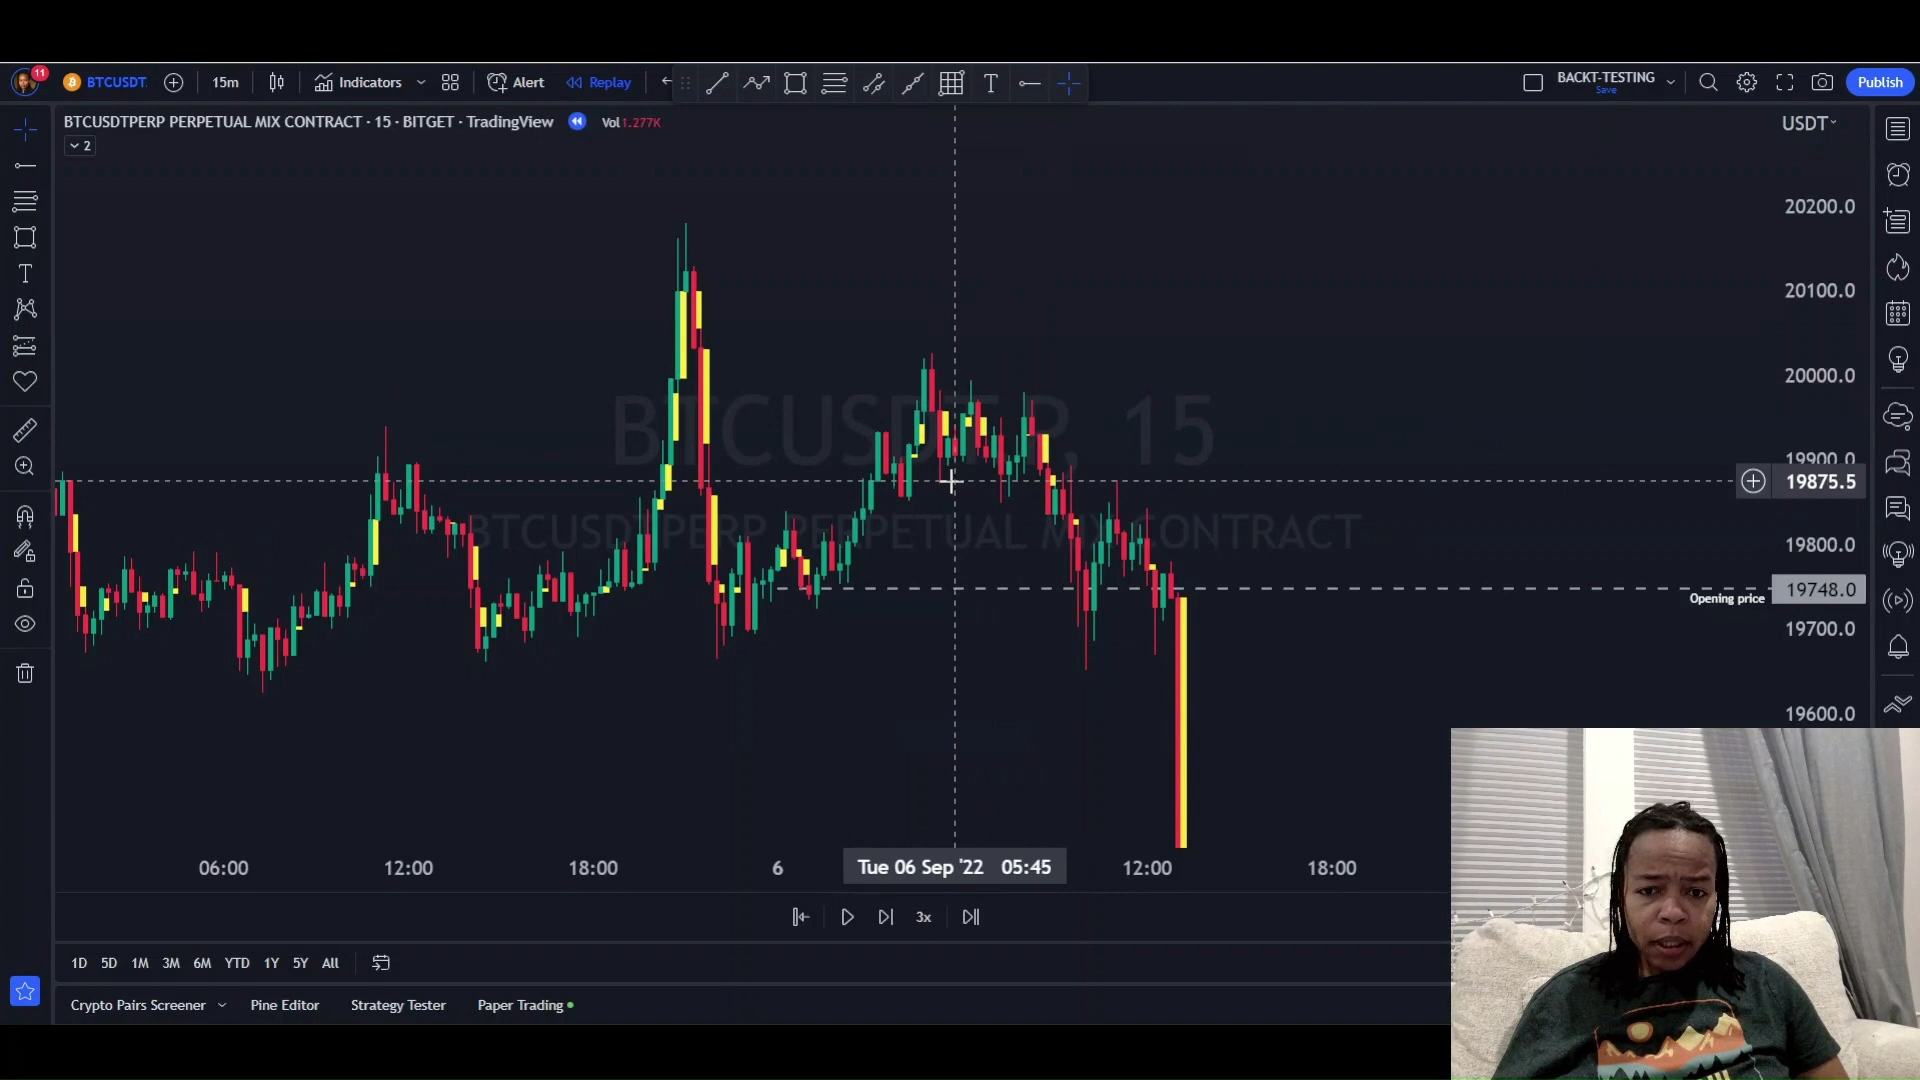 11
BTCUSDT
15m
Indicators
Alert
Replay
BACKT-TESTING
Save
Publish
BTCUSDTPERP PERPETUAL MIX CONTRACT · 15 · BITGET · TradingView
Vol 1.277K
USDT
2
20200.0
20100.0
20000.0
BTCUSDTP, 15
19900.0
19875.5
BTCUSDTPERP PERPETUAL MIX CONTRACT
19800.0
19748.0
Opening price
19700.0
19600.0
06:00
12:00
18:00
6
Tue 06 Sep '22 05:45
12:00
18:00
3x
1D 5D 1M 3M 6M YTD 1Y 5Y All
Crypto Pairs Screener
Pine Editor
Strategy Tester
Paper Trading